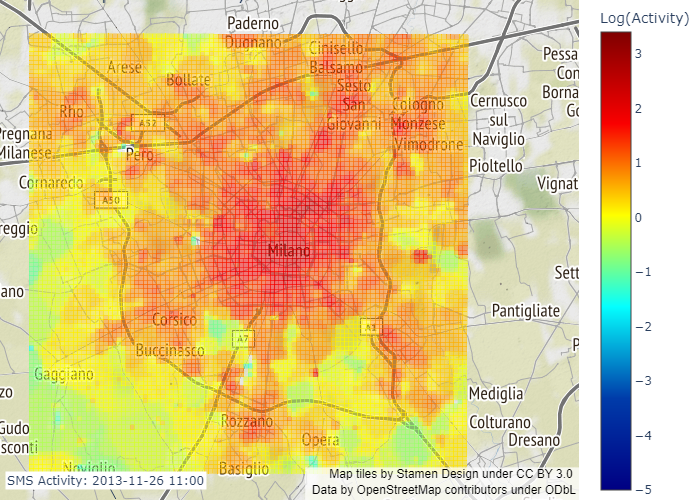 Log(Activity)
Paderno
Dugnano
Cinisello
Balsamo
Arese
Bollate
Sesto
San
Giovanni
Pessa
Con
Borna
Go
Rho
A52
Cologno
Monzese
Cernusco
sul
Naviglio
Pregnana
Milanese
Pero
Vimodrone
Pioltello
Cornaredo
A50
Vignat
reggio
Milano
Sett
ano
Pantigliate
Corsico
A7
A1
Buccinasco
P
Gaggiano
zo
Mediglia
Rozzano
Colturano
Gudo
Opera
Dresano
sconti
Noviglio
Basiglio
3
2
1
0
−1
−2
−3
−4
−5
SMS Activity: 2013-11-26 11:00
Map tiles by Stamen Design under CC BY 3.0
Data by OpenStreetMap contributors under ODbL